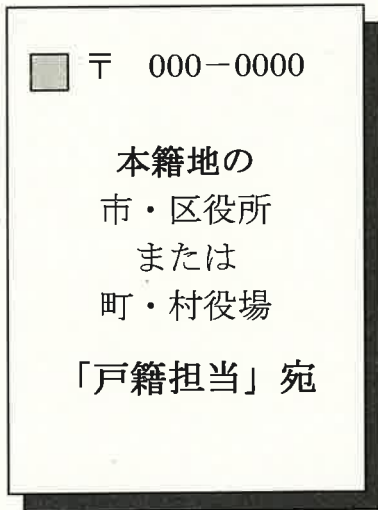 〒 000-0000
本籍地の
市・区役所
または
町・村役場
「戸籍担当」宛